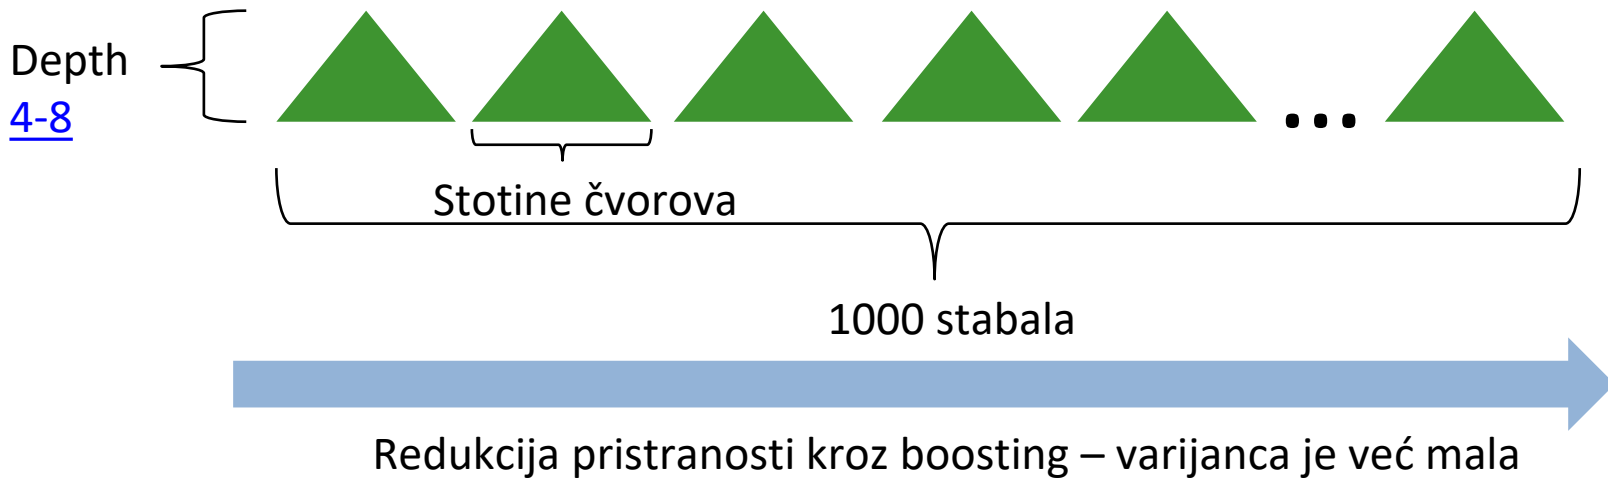 Depth
4-8
...
Stotine čvorova
1000 stabala
Redukcija pristranosti kroz boosting – varijanca je već mala